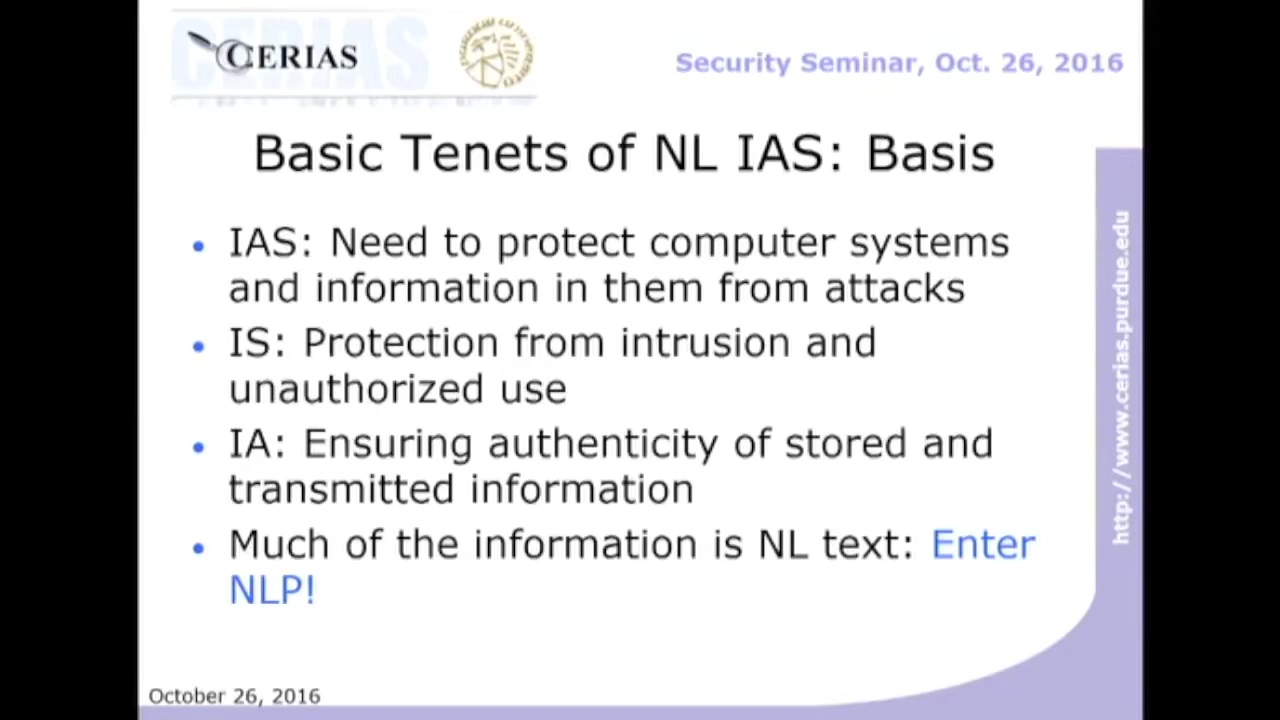 CERIAS
Security Seminar, Oct. 26, 2016
Basic Tenets of NL IAS: Basis
• IAS: Need to protect computer systems
and information in them from attacks
• IS: Protection from intrusion and
unauthorized use
• IA: Ensuring authenticity of stored and
transmitted information
• Much of the information is NL text: Enter
NLP!
http://www.cerias.purdue.edu
October 26, 2016